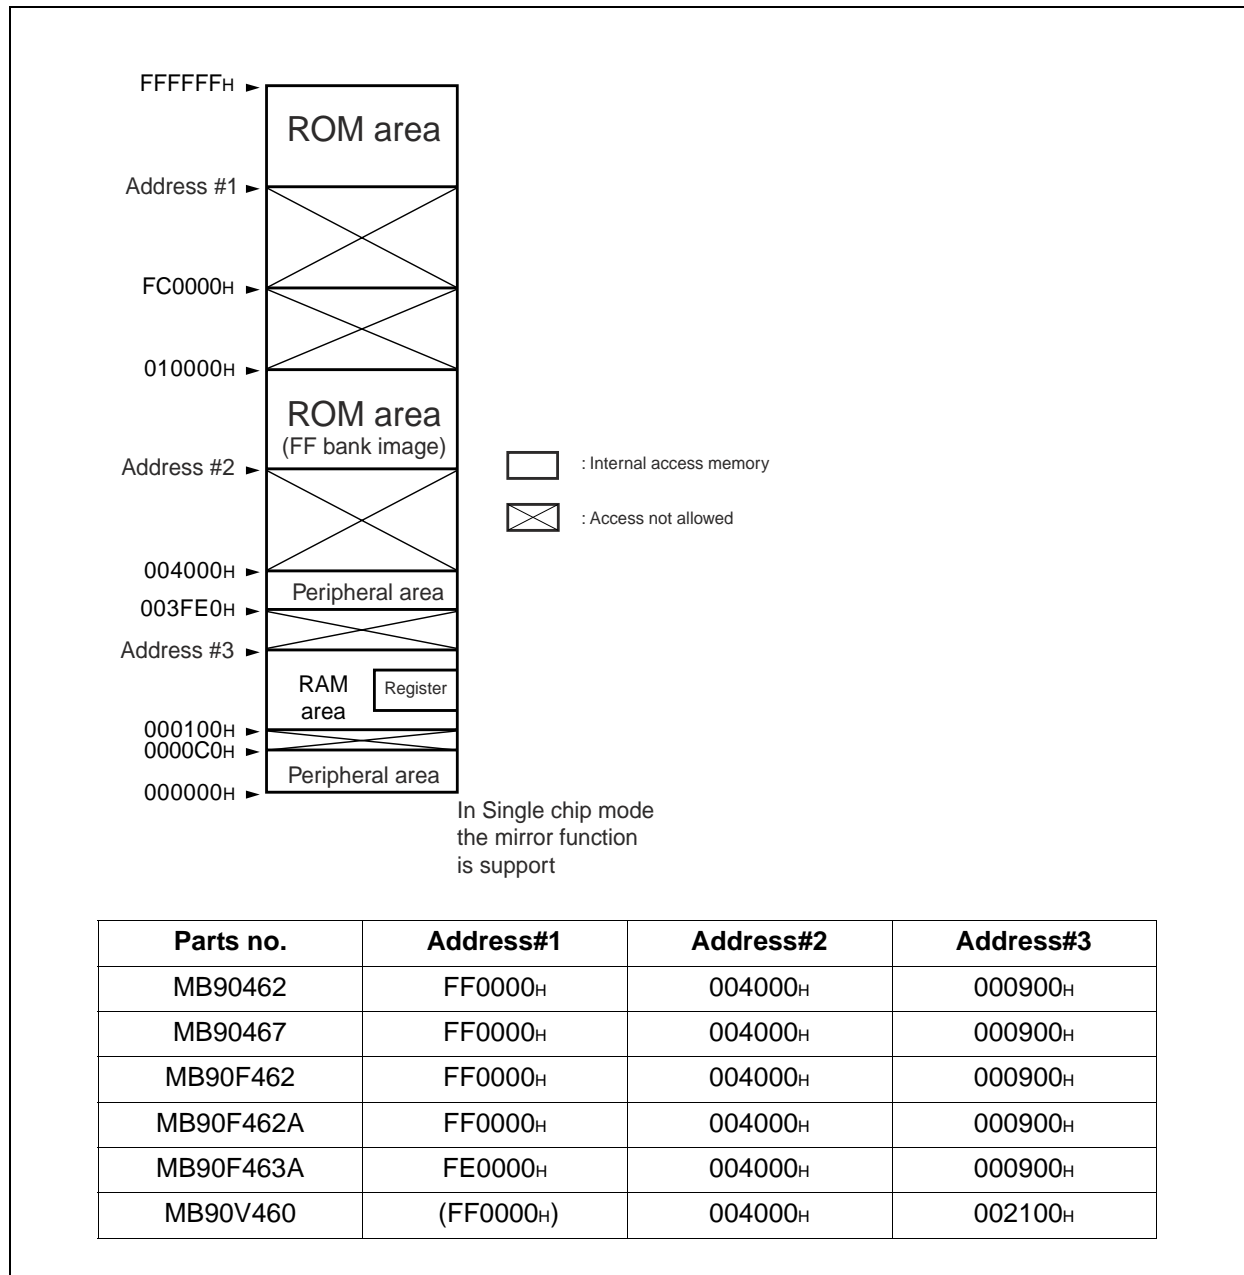 FFFFFFH
ROM area
Address #1
FC0000H
010000H
ROM area
(FF bank image)
Address #2
: Internal access memory
: Access not allowed
004000H
Peripheral area
003FE0H
Address #3
RAM
area
Register
000100H
0000C0H
Peripheral area
000000H
In Single chip mode
the mirror function
is support
Parts no. Address#1 Address#2 Address#3
MB90462 FF0000H 004000H 000900H
MB90467 FF0000H 004000H 000900H
MB90F462 FF0000H 004000H 000900H
MB90F462A FF0000H 004000H 000900H
MB90F463A FE0000H 004000H 000900H
MB90V460 (FF0000H) 004000H 002100H